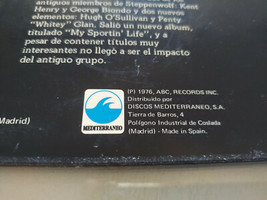 antiguos miembros de Steppenwolf: Kent
Henry y George Biondo y dos nuevos
elementos: Hugh O'Sullivan y Penty
"Whitey" Glan. Salió un nuevo album,
titulado "My Sportin' Life", y a
pesar de contener títulos muy
interesantes no llegó a ser el impacto
del antiguo grupo.
(P) 1976, ABC, RECORDS INC.
Distribuido por
DISCOS MEDITERRANEO, S.A.
Tierra de Barros, 4
Polígono Industrial de Coslada
(Madrid) - Made in Spain.
MEDITERRANEO
Madrid)